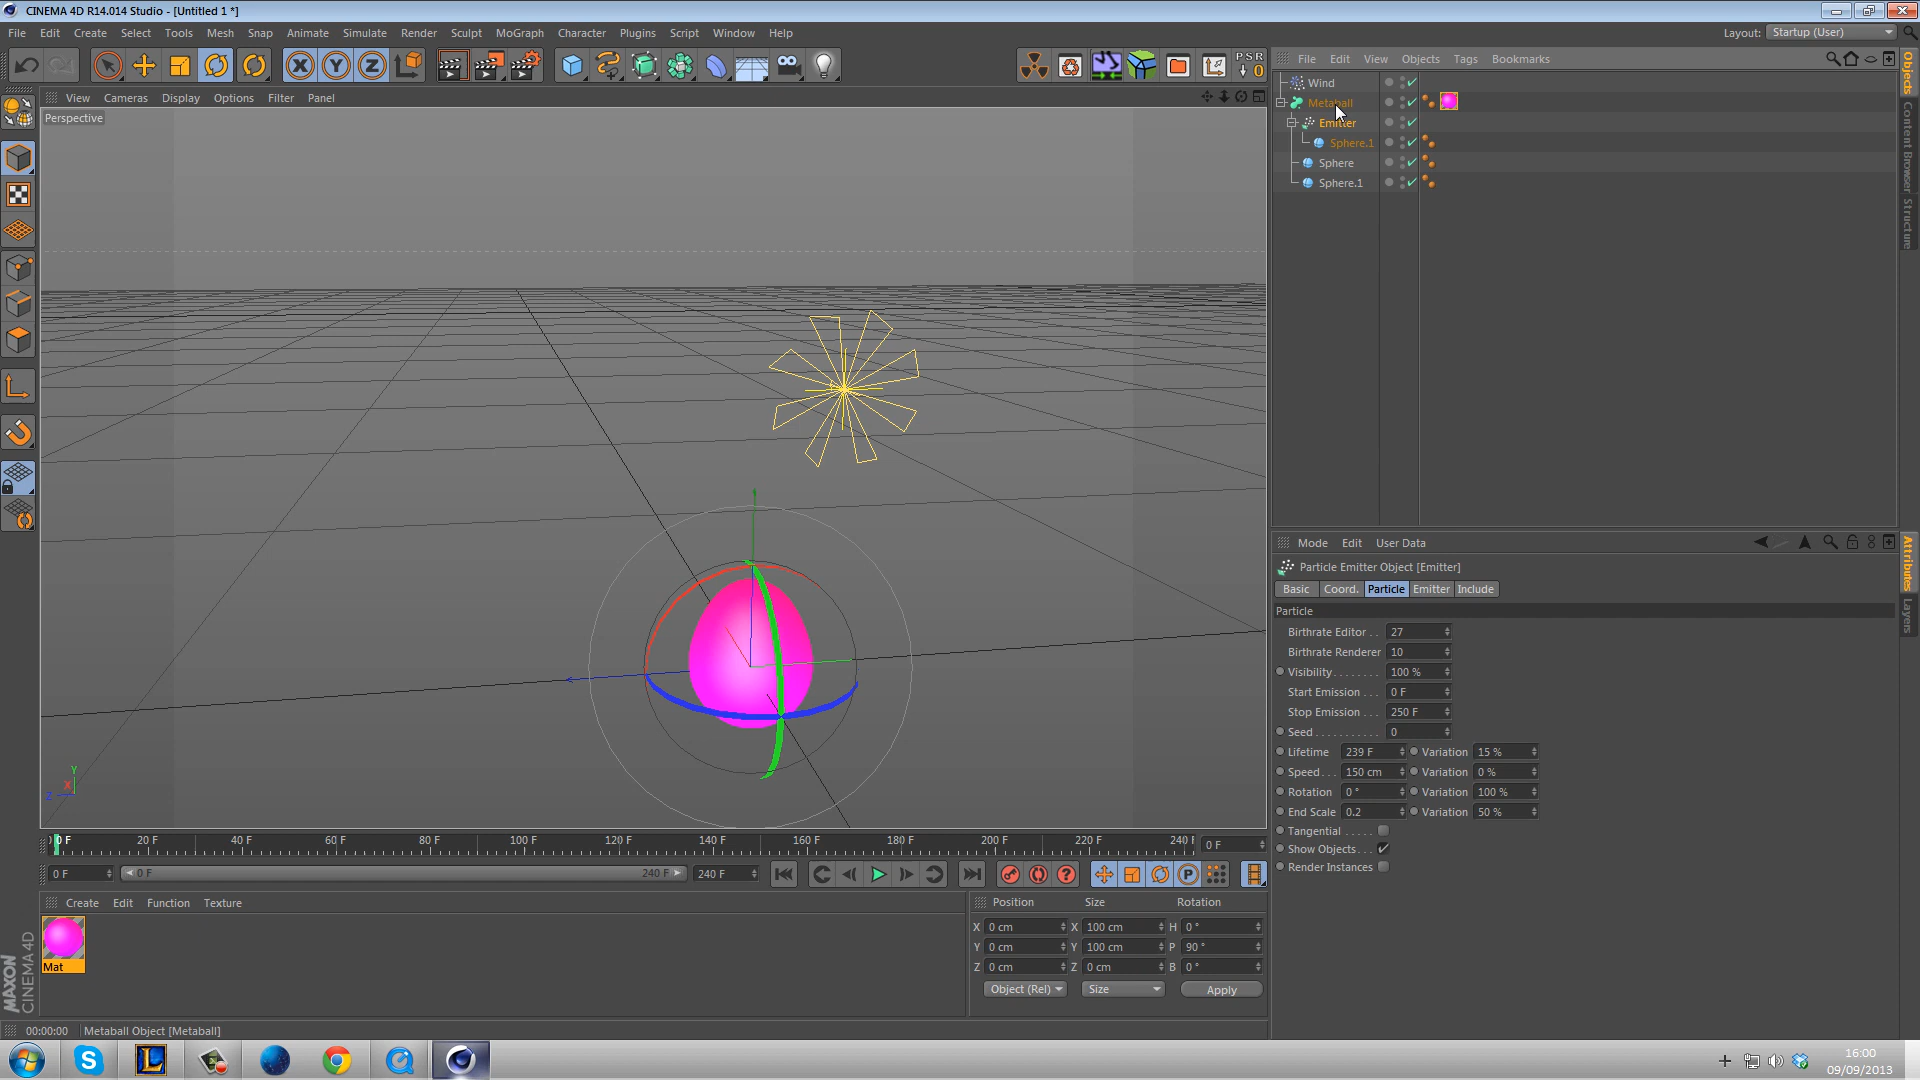 CINEMA 4D R14.014 Studio - [Untitled 1 *]
File Edit Create Select Tools Mesh Snap Animate Simulate Render Sculpt MoGraph Character Plugins Script Window Help
Layout: Startup (User)
PSR
0
File Edit View Objects Tags Bookmarks
View Cameras Display Options Filter Panel
Perspective
Wind
Metaball
Emitter
Sphere.1
Sphere
Sphere.1
Objects
Content Browser
Structure
Mode Edit User Data
Attributes
Layers
Particle Emitter Object [Emitter]
Basic Coord. Particle Emitter Include
Particle
Birthrate Editor . . 27
Birthrate Renderer 10
Visibility. . . . . . . . 100 %
Start Emission . . . 0 F
Stop Emission . . . 250 F
Seed . . . . . . . . . . . 0
Lifetime 239 F Variation 15 %
Speed. . . 150 cm Variation 0 %
Rotation 0 ° Variation 100 %
End Scale 0.2 Variation 50 %
Tangential . . . . .
Show Objects. . .
Render Instances
Y
X
Z
0 F 20 F 40 F 60 F 80 F 100 F 120 F 140 F 160 F 180 F 200 F 220 F 240 F 0 F
0 F 0 F 240 F 240 F
Create Edit Function Texture
Mat
Position Size Rotation
X 0 cm X 100 cm H 0 °
Y 0 cm Y 100 cm P 90 °
Z 0 cm Z 0 cm B 0 °
Object (Rel) Size Apply
MAXON
CINEMA 4D
00:00:00 Metaball Object [Metaball]
16:00
09/09/2013